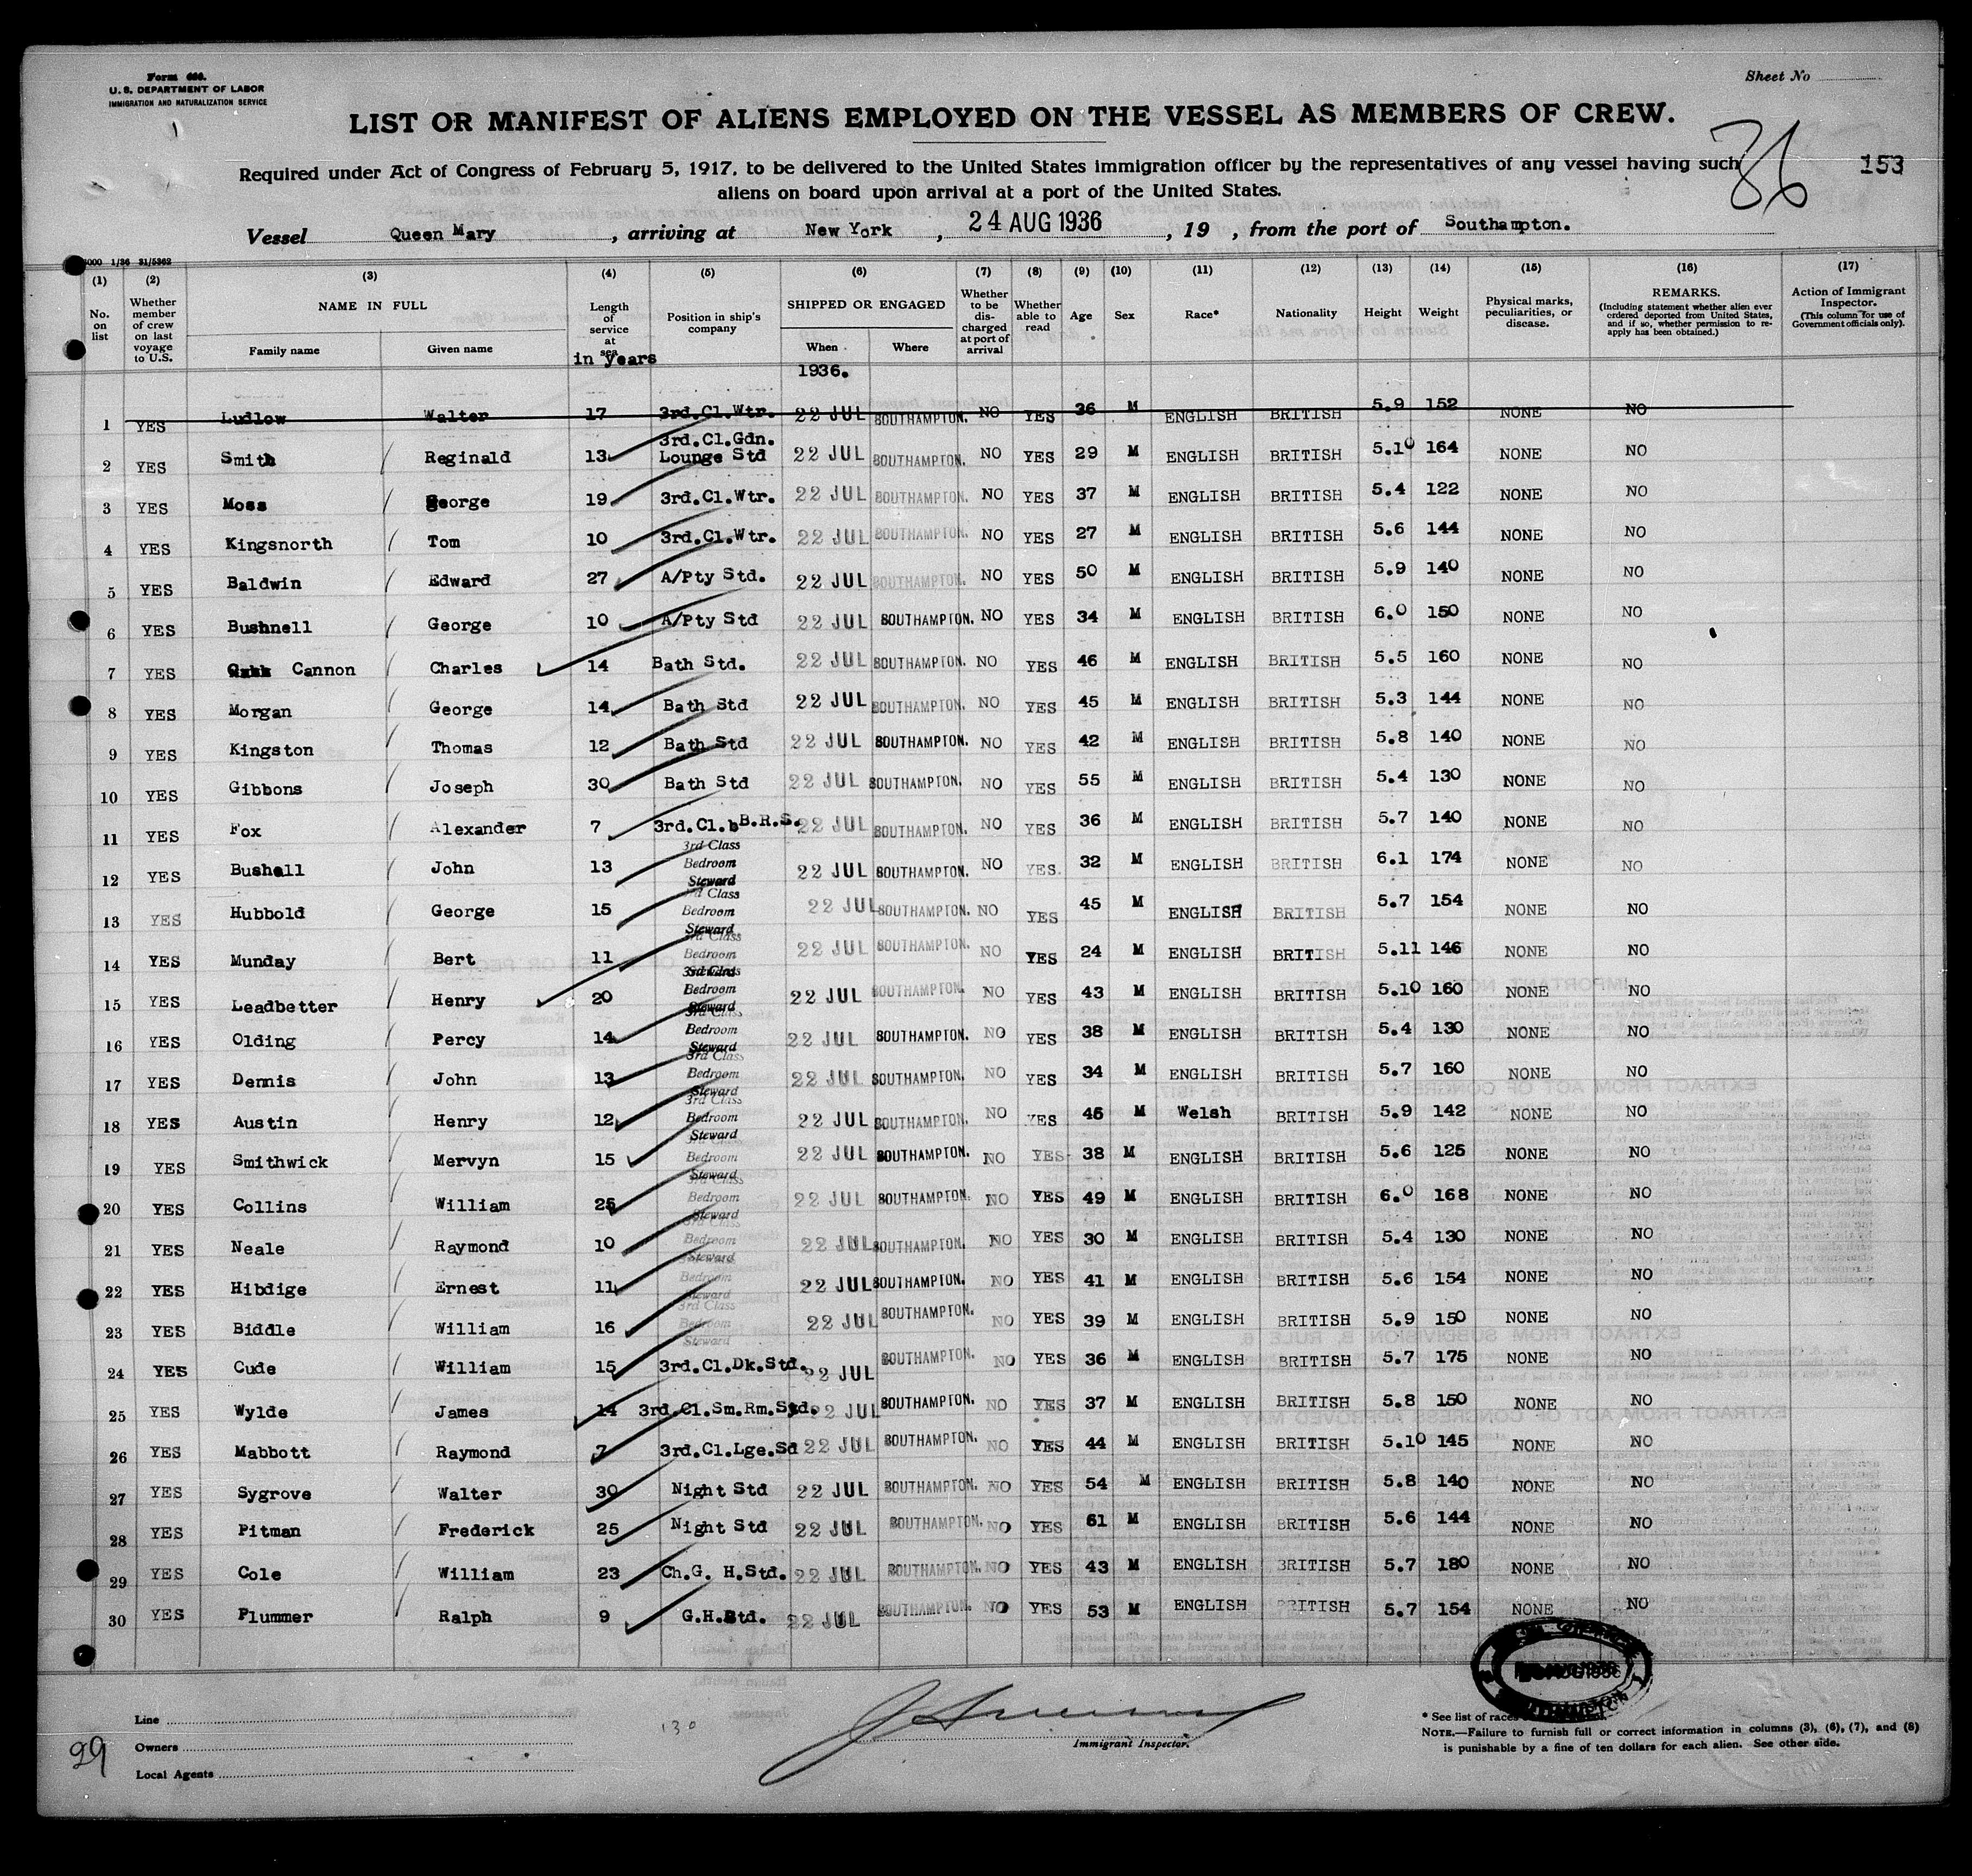 Form 680.
U. S. DEPARTMENT OF LABOR
IMMIGRATION AND NATURALIZATION SERVICE
Sheet No
LIST OR MANIFEST OF ALIENS EMPLOYED ON THE VESSEL AS MEMBERS OF CREW.
36
153
Required under Act of Congress of February 5, 1917, to be delivered to the United States immigration officer by the representatives of any vessel having such
aliens on board upon arrival at a port of the United States.
Vessel Queen Mary, arriving at New York, 24 AUG 1936, 19 , from the port of Southampton.
(1) (2) (3) (4) (5) (6) (7) (8) (9) (10) (11) (12) (13) (14) (15) (16) (17)
No. on list
Whether member of crew on last voyage to U.S.
NAME IN FULL
Family name Given name
Length of service at sea
in years
Position in ship's company
SHIPPED OR ENGAGED
When Where
1936.
Whether to be discharged at port of arrival
Whether able to read
Age
Sex
Race*
Nationality
Height
Weight
Physical marks, peculiarities, or disease.
REMARKS.
(Including statement whether alien ever ordered deported from United States, and if so, whether permission to reapply has been obtained.)
Action of Immigrant Inspector.
(This column for use of Government officials only).
1 YES Ludlow Walter 17 3rd.Cl.Wtr. 22 JUL SOUTHAMPTON. NO YES 36 M ENGLISH BRITISH 5.9 152 NONE NO
2 YES Smith Reginald 13 3rd.Cl.Gdn. Lounge Std 22 JUL SOUTHAMPTON. NO YES 29 M ENGLISH BRITISH 5.10 164 NONE NO
3 YES Moss George 19 3rd.Cl.Wtr. 22 JUL SOUTHAMPTON. NO YES 37 M ENGLISH BRITISH 5.4 122 NONE NO
4 YES Kingsnorth Tom 10 3rd.Cl.Wtr. 22 JUL SOUTHAMPTON. NO YES 27 M ENGLISH BRITISH 5.6 144 NONE NO
5 YES Baldwin Edward 27 A/Pty Std. 22 JUL SOUTHAMPTON. NO YES 50 M ENGLISH BRITISH 5.9 140 NONE NO
6 YES Bushnell George 10 A/Pty Std 22 JUL SOUTHAMPTON. NO YES 34 M ENGLISH BRITISH 6.0 150 NONE NO
7 YES Cannon Charles 14 Bath Std. 22 JUL SOUTHAMPTON. NO YES 46 M ENGLISH BRITISH 5.5 160 NONE NO
8 YES Morgan George 14 Bath Std 22 JUL SOUTHAMPTON. NO YES 45 M ENGLISH BRITISH 5.3 144 NONE NO
9 YES Kingston Thomas 12 Bath Std 22 JUL SOUTHAMPTON. NO YES 42 M ENGLISH BRITISH 5.8 140 NONE NO
10 YES Gibbons Joseph 30 Bath Std 22 JUL SOUTHAMPTON. NO YES 55 M ENGLISH BRITISH 5.4 130 NONE NO
11 YES Fox Alexander 7 3rd.Cl.b B.R.S. 22 JUL SOUTHAMPTON. NO YES 36 M ENGLISH BRITISH 5.7 140 NONE NO
12 YES Bushell John 13 3rd Class Bedroom Steward 22 JUL SOUTHAMPTON. NO YES. 32 M ENGLISH BRITISH 6.1 174 NONE NO
13 YES Hubbold George 15 3rd Class Bedroom Steward 22 JUL SOUTHAMPTON. NO YES 45 M ENGLISH BRITISH 5.7 154 NONE NO
14 YES Munday Bert 11 3rd Class Bedroom Steward 22 JUL SOUTHAMPTON. NO YES 24 M ENGLISH BRITISH 5.11 146 NONE NO
15 YES Leadbetter Henry 20 3rd Class Bedroom Steward 22 JUL SOUTHAMPTON. NO YES 43 M ENGLISH BRITISH 5.10 160 NONE NO
16 YES Olding Percy 14 3rd Class Bedroom Steward 22 JUL SOUTHAMPTON. NO YES 38 M ENGLISH BRITISH 5.4 130 NONE NO
17 YES Dennis John 13 3rd Class Bedroom Steward 22 JUL SOUTHAMPTON. NO YES 34 M ENGLISH BRITISH 5.7 160 NONE NO
18 YES Austin Henry 12 3rd Class Bedroom Steward 22 JUL SOUTHAMPTON. NO YES 46 M Welsh BRITISH 5.9 142 NONE NO
19 YES Smithwick Mervyn 15 3rd Class Bedroom Steward 22 JUL SOUTHAMPTON. NO YES 38 M ENGLISH BRITISH 5.6 125 NONE NO
20 YES Collins William 25 3rd Class Bedroom Steward 22 JUL SOUTHAMPTON. NO YES 49 M ENGLISH BRITISH 6.0 168 NONE NO
21 YES Neale Raymond 10 3rd Class Bedroom Steward 22 JUL SOUTHAMPTON. NO YES 30 M ENGLISH BRITISH 5.4 130 NONE NO
22 YES Hibdige Ernest 11 Bedroom Steward 22 JUL SOUTHAMPTON. NO YES 41 M ENGLISH BRITISH 5.6 154 NONE NO
23 YES Biddle William 16 3rd Class Bedroom Steward 22 JUL SOUTHAMPTON. NO YES 39 M ENGLISH BRITISH 5.9 150 NONE NO
24 YES Cude William 15 3rd.Cl.Dk.Std. 22 JUL SOUTHAMPTON. NO YES 36 M ENGLISH BRITISH 5.7 175 NONE NO
25 YES Wylde James 14 3rd.Cl.Sm.Rm.Std. 22 JUL SOUTHAMPTON. NO YES 37 M ENGLISH BRITISH 5.8 150 NONE NO
26 YES Mabbott Raymond 7 3rd.Cl.Lge.Sd 22 JUL SOUTHAMPTON. NO YES 44 M ENGLISH BRITISH 5.10 145 NONE NO
27 YES Sygrove Walter 30 Night Std 22 JUL SOUTHAMPTON. NO YES 54 M ENGLISH BRITISH 5.8 140 NONE NO
28 YES Pitman Frederick 25 Night Std 22 JUL SOUTHAMPTON. NO YES 61 M ENGLISH BRITISH 5.6 144 NONE NO
29 YES Cole William 23 Ch.G. H.Std. 22 JUL SOUTHAMPTON. NO YES 43 M ENGLISH BRITISH 5.7 180 NONE NO
30 YES Plummer Ralph 9 G.H.Std. 22 JUL SOUTHAMPTON. NO YES 53 M ENGLISH BRITISH 5.7 154 NONE NO
Line
Owners
Local Agents
99
130
Immigrant Inspector.
* See list of races
NOTE.—Failure to furnish full or correct information in columns (3), (6), (7), and (8)
is punishable by a fine of ten dollars for each alien. See other side.